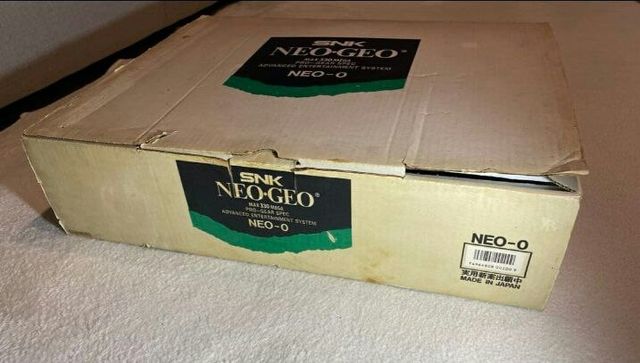 SNK
NEO•GEO®
MAX 330 MEGA
PRO-GEAR SPEC
ADVANCED ENTERTAINMENT SYSTEM
NEO-0
SNK
NEO•GEO®
MAX 330 MEGA
PRO-GEAR SPEC
ADVANCED ENTERTAINMENT SYSTEM
NEO-0
NEO-0
実用新案出願中
MADE IN JAPAN